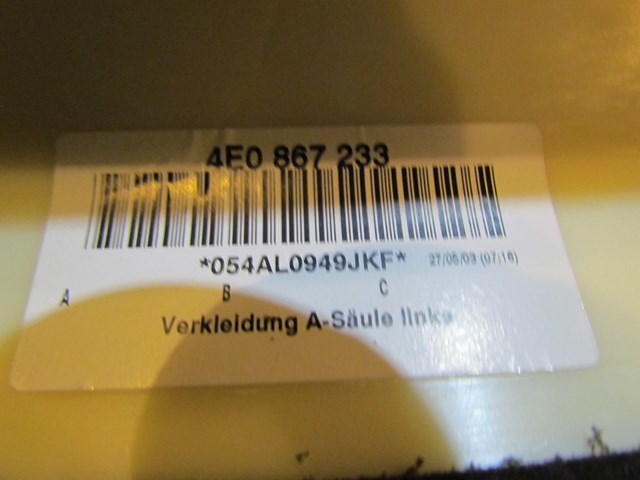 4E0 867 233
*054AL0949JKF* 27/05/03 (07:16)
A B C
Verkleidung A-Säule links